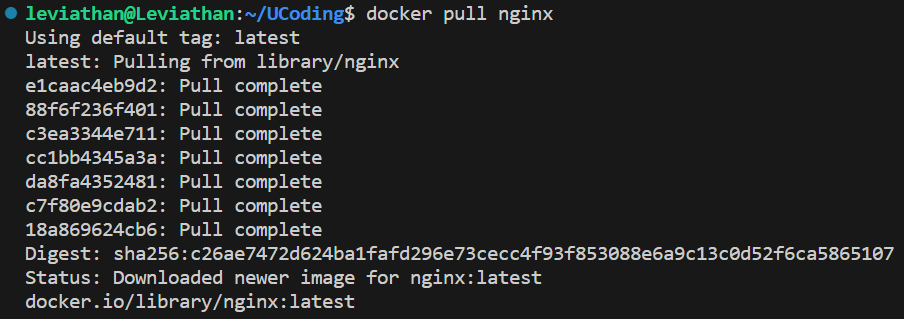 leviathan@Leviathan:~/UCoding$ docker pull nginx
Using default tag: latest
latest: Pulling from library/nginx
e1caac4eb9d2: Pull complete
88f6f236f401: Pull complete
c3ea3344e711: Pull complete
cc1bb4345a3a: Pull complete
da8fa4352481: Pull complete
c7f80e9cdab2: Pull complete
18a869624cb6: Pull complete
Digest: sha256:c26ae7472d624ba1fafd296e73cecc4f93f853088e6a9c13c0d52f6ca5865107
Status: Downloaded newer image for nginx:latest
docker.io/library/nginx:latest